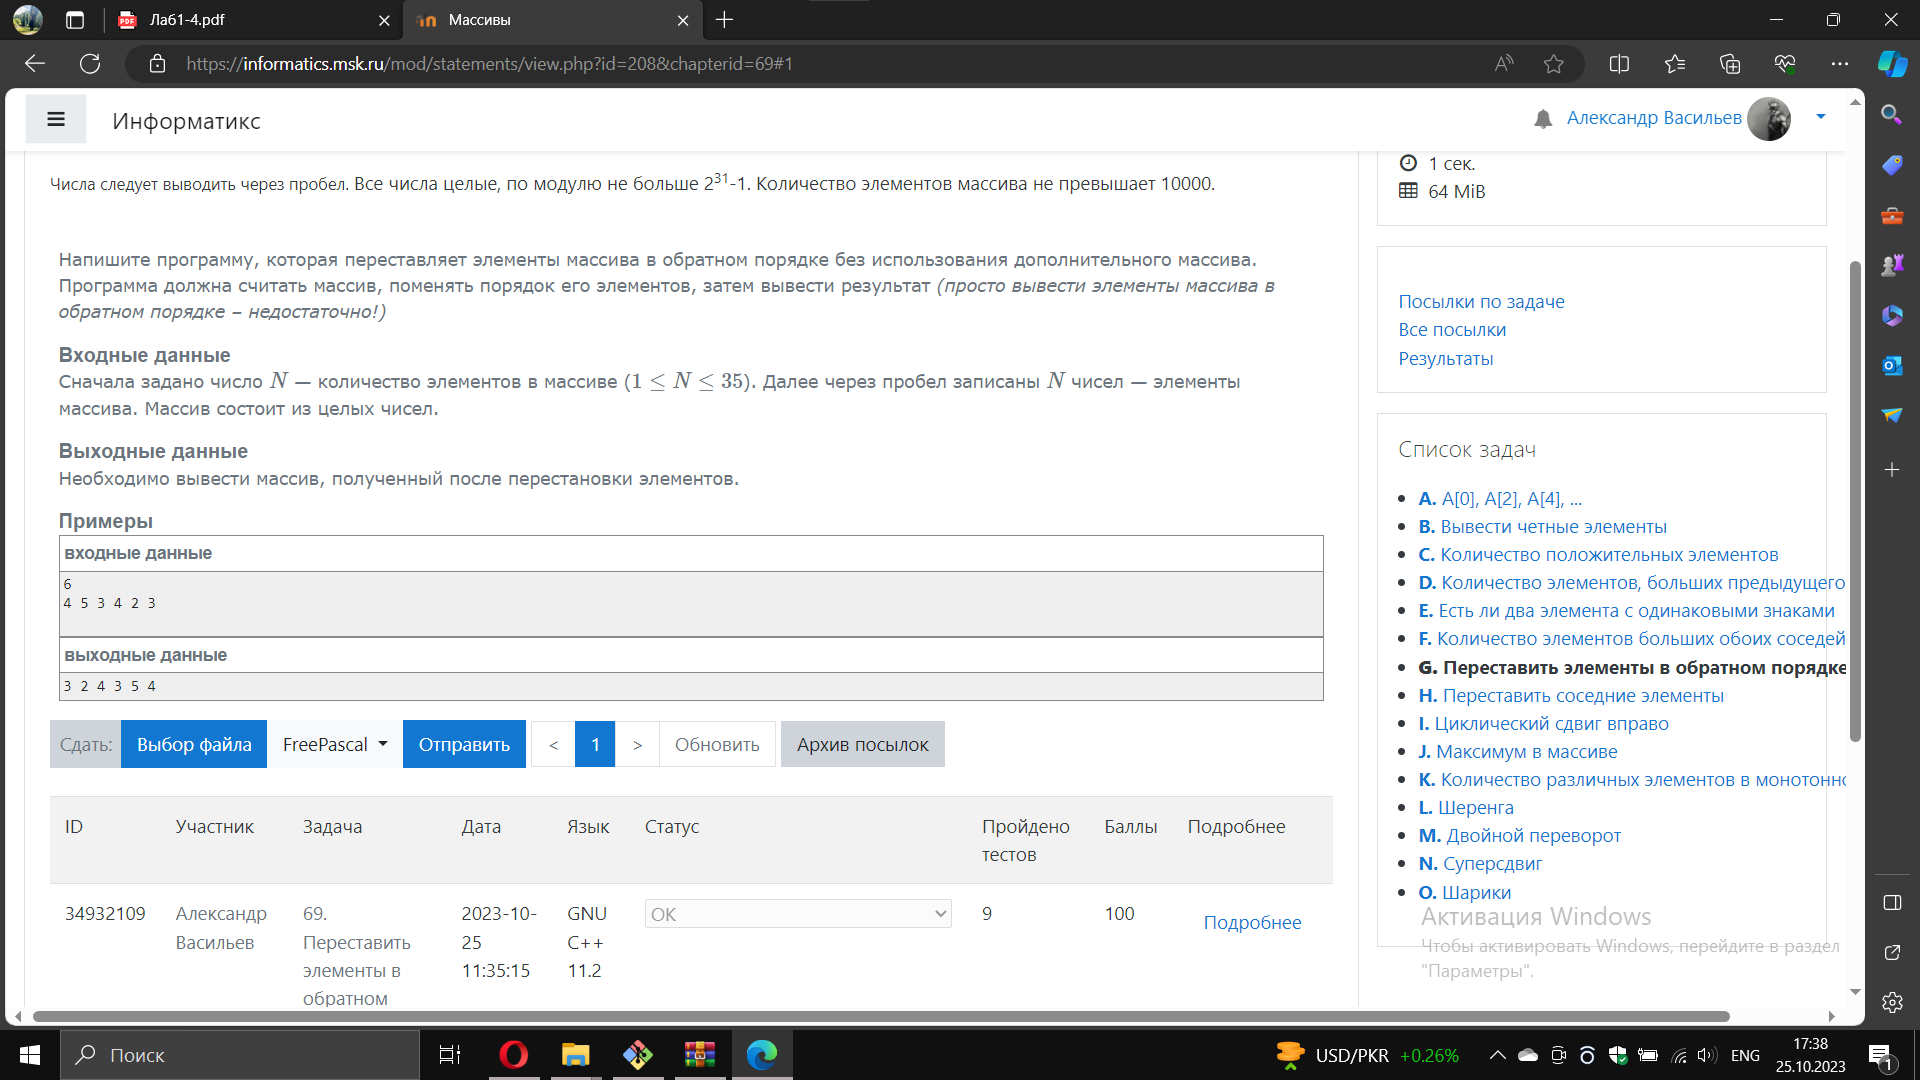 Лаб1-4.pdf
Массивы
https://informatics.msk.ru/mod/statements/view.php?id=208&chapterid=69#1
Информатикс
Александр Васильев
Числа следует выводить через пробел. Все числа целые, по модулю не больше 2³¹-1. Количество элементов массива не превышает 10000.
Напишите программу, которая переставляет элементы массива в обратном порядке без использования дополнительного массива.
Программа должна считать массив, поменять порядок его элементов, затем вывести результат (просто вывести элементы массива в
обратном порядке – недостаточно!)
Входные данные
Сначала задано число N — количество элементов в массиве (1 ≤ N ≤ 35). Далее через пробел записаны N чисел — элементы
массива. Массив состоит из целых чисел.
Выходные данные
Необходимо вывести массив, полученный после перестановки элементов.
Примеры
входные данные
6
4 5 3 4 2 3
выходные данные
3 2 4 3 5 4
Сдать: Выбор файла FreePascal Отправить < 1 > Обновить Архив посылок
ID Участник Задача Дата Язык Статус Пройдено Баллы Подробнее
тестов
34932109 Александр 69. 2023-10- GNU OK 9 100 Подробнее
Васильев Переставить 25 C++
элементы в 11:35:15 11.2
обратном
1 сек.
64 MiB
Посылки по задаче
Все посылки
Результаты
Список задач
A. A[0], A[2], A[4], ...
B. Вывести четные элементы
C. Количество положительных элементов
D. Количество элементов, больших предыдущего
E. Есть ли два элемента с одинаковыми знаками
F. Количество элементов больших обоих соседей
G. Переставить элементы в обратном порядке
H. Переставить соседние элементы
I. Циклический сдвиг вправо
J. Максимум в массиве
K. Количество различных элементов в монотонно
L. Шеренга
M. Двойной переворот
N. Суперсдвиг
O. Шарики
Активация Windows
Чтобы активировать Windows, перейдите в раздел
"Параметры".
Поиск
USD/PKR +0.26%
ENG
17:38
25.10.2023
1